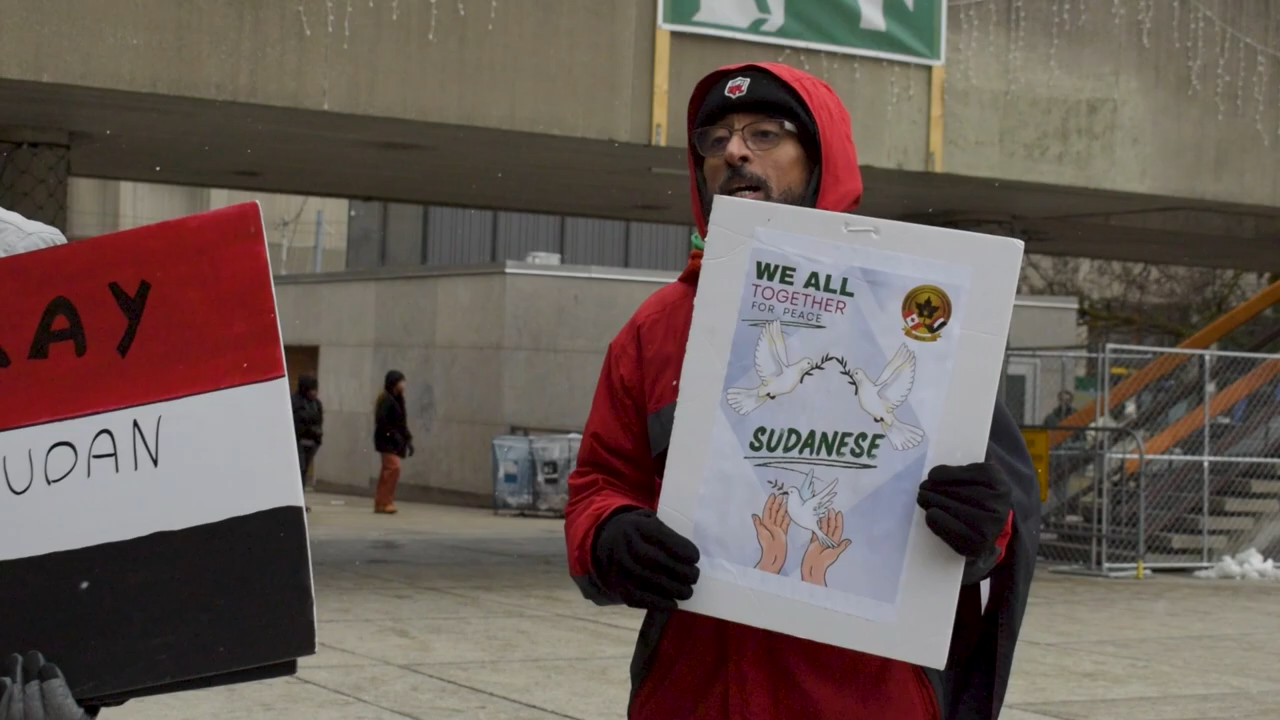 AY
UDAN
WE ALL
TOGETHER
FOR PEACE
SUDANESE